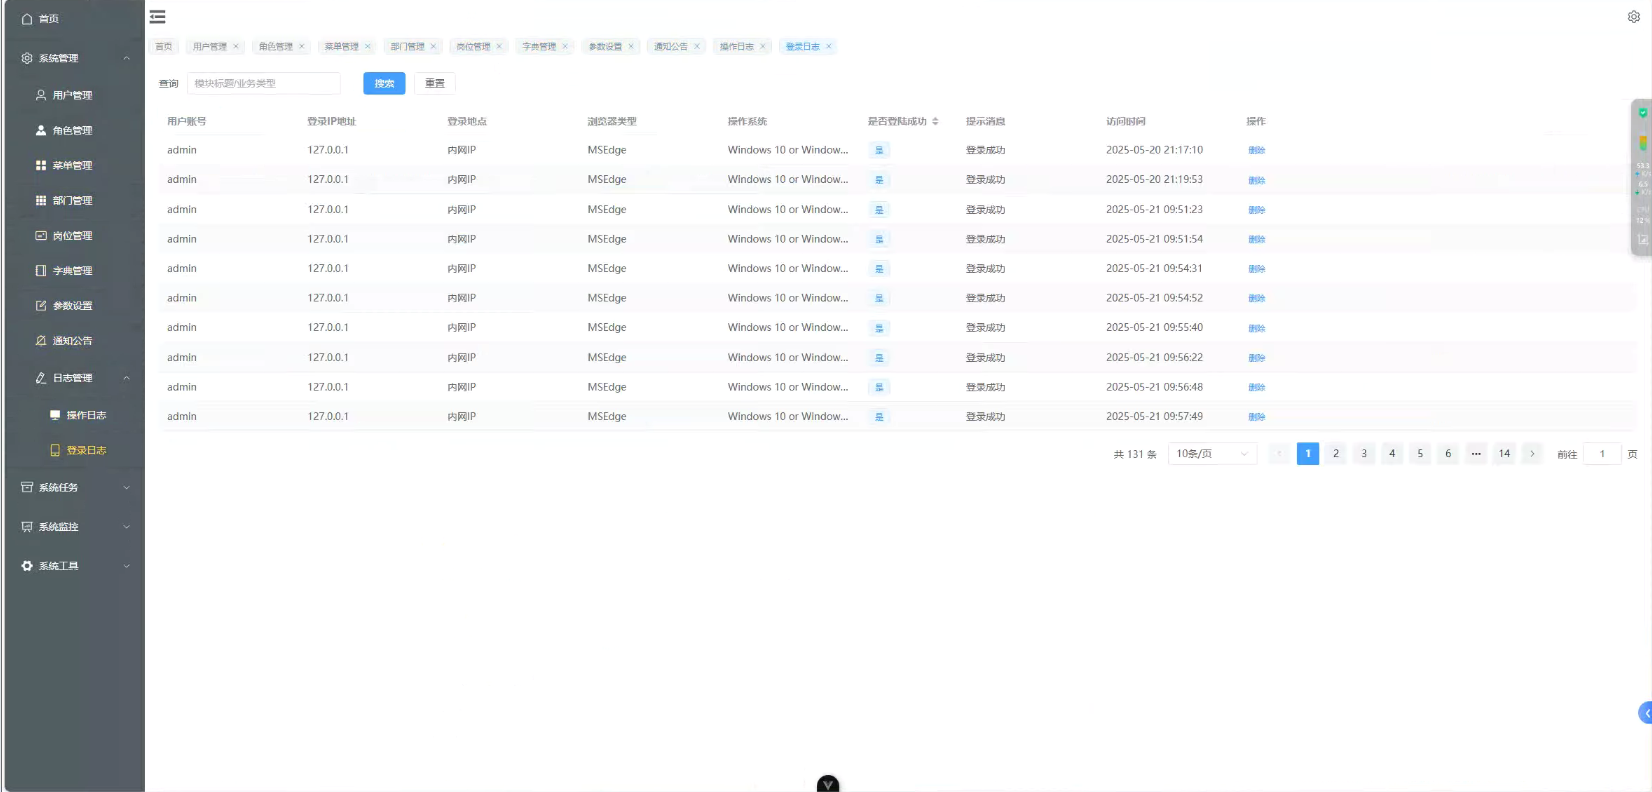 首页
系统管理
用户管理
角色管理
菜单管理
部门管理
岗位管理
字典管理
参数设置
通知公告
日志管理
操作日志
登录日志
系统任务
系统监控
系统工具
首页 用户管理 角色管理 菜单管理 部门管理 岗位管理 字典管理 参数设置 通知公告 操作日志 登录日志
查询 模块标题/业务类型 搜索 重置
用户账号 登录IP地址 登录地点 浏览器类型 操作系统 是否登陆成功 提示消息 访问时间 操作
admin 127.0.0.1 内网IP MSEdge Windows 10 or Window... 是 登录成功 2025-05-20 21:17:10 删除
admin 127.0.0.1 内网IP MSEdge Windows 10 or Window... 是 登录成功 2025-05-20 21:19:53 删除
admin 127.0.0.1 内网IP MSEdge Windows 10 or Window... 是 登录成功 2025-05-21 09:51:23 删除
admin 127.0.0.1 内网IP MSEdge Windows 10 or Window... 是 登录成功 2025-05-21 09:51:54 删除
admin 127.0.0.1 内网IP MSEdge Windows 10 or Window... 是 登录成功 2025-05-21 09:54:31 删除
admin 127.0.0.1 内网IP MSEdge Windows 10 or Window... 是 登录成功 2025-05-21 09:54:52 删除
admin 127.0.0.1 内网IP MSEdge Windows 10 or Window... 是 登录成功 2025-05-21 09:55:40 删除
admin 127.0.0.1 内网IP MSEdge Windows 10 or Window... 是 登录成功 2025-05-21 09:56:22 删除
admin 127.0.0.1 内网IP MSEdge Windows 10 or Window... 是 登录成功 2025-05-21 09:56:48 删除
admin 127.0.0.1 内网IP MSEdge Windows 10 or Window... 是 登录成功 2025-05-21 09:57:49 删除
共 131 条 10条/页 1 2 3 4 5 6 ... 14 前往 1 页